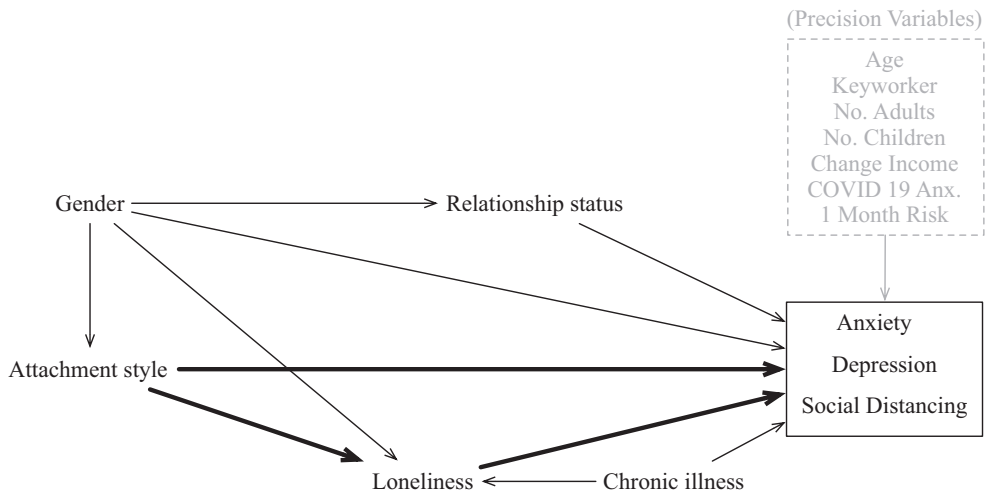 (Precision Variables)
Age
Keyworker
No. Adults
No. Children
Change Income
COVID 19 Anx.
1 Month Risk
Gender
Relationship status
Anxiety
Attachment style
Depression
Social Distancing
Loneliness
Chronic illness